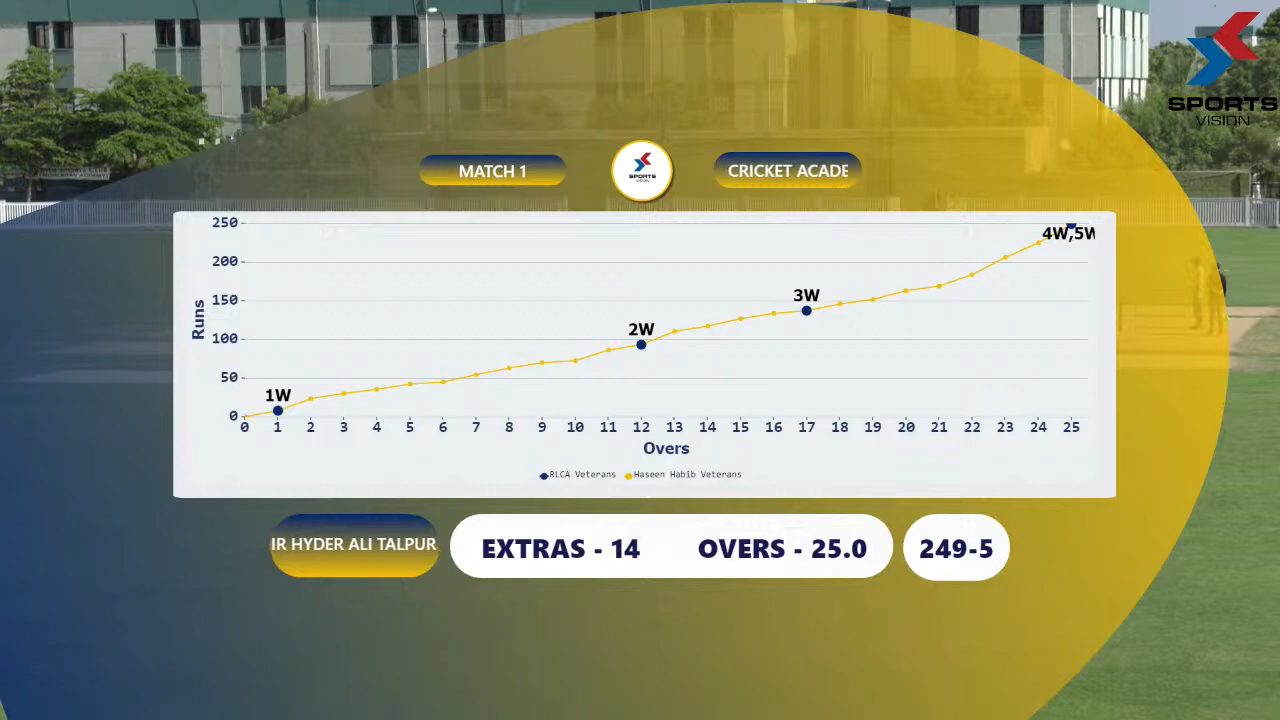 SPORTS
VISION
MATCH 1
SPORTS
VISION
CRICKET ACADE
250
200
150
100
50
0
Runs
1W
2W
3W
4W,5W
0 1 2 3 4 5 6 7 8 9 10 11 12 13 14 15 16 17 18 19 20 21 22 23 24 25
Overs
RLCA Veterans Haseen Habib Veterans
IR HYDER ALI TALPUR
EXTRAS - 14 OVERS - 25.0
249-5